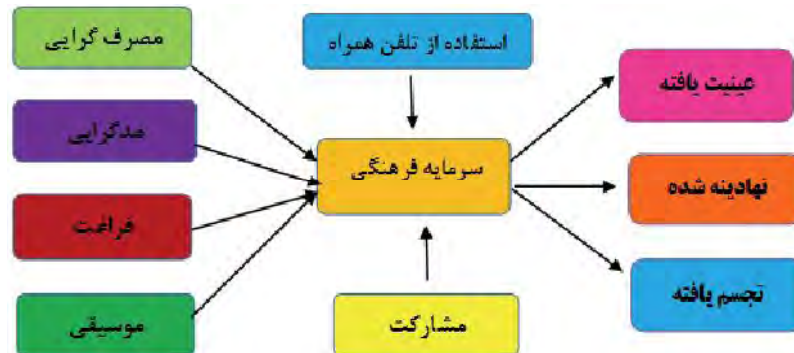 مصرف گرایی
استفاده از تلفن همراه
عینیت یافته
مدگرایی
سرمایه فرهنگی
نهادینه شده
فراغت
تجسم یافته
موسیقی
مشارکت